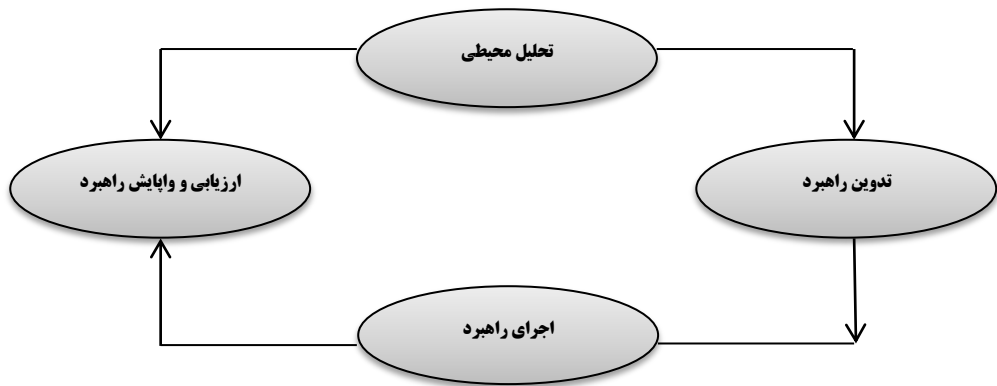 تحلیل محیطی
تدوین راهبرد
ارزیابی و واپایش راهبرد
اجرای راهبرد